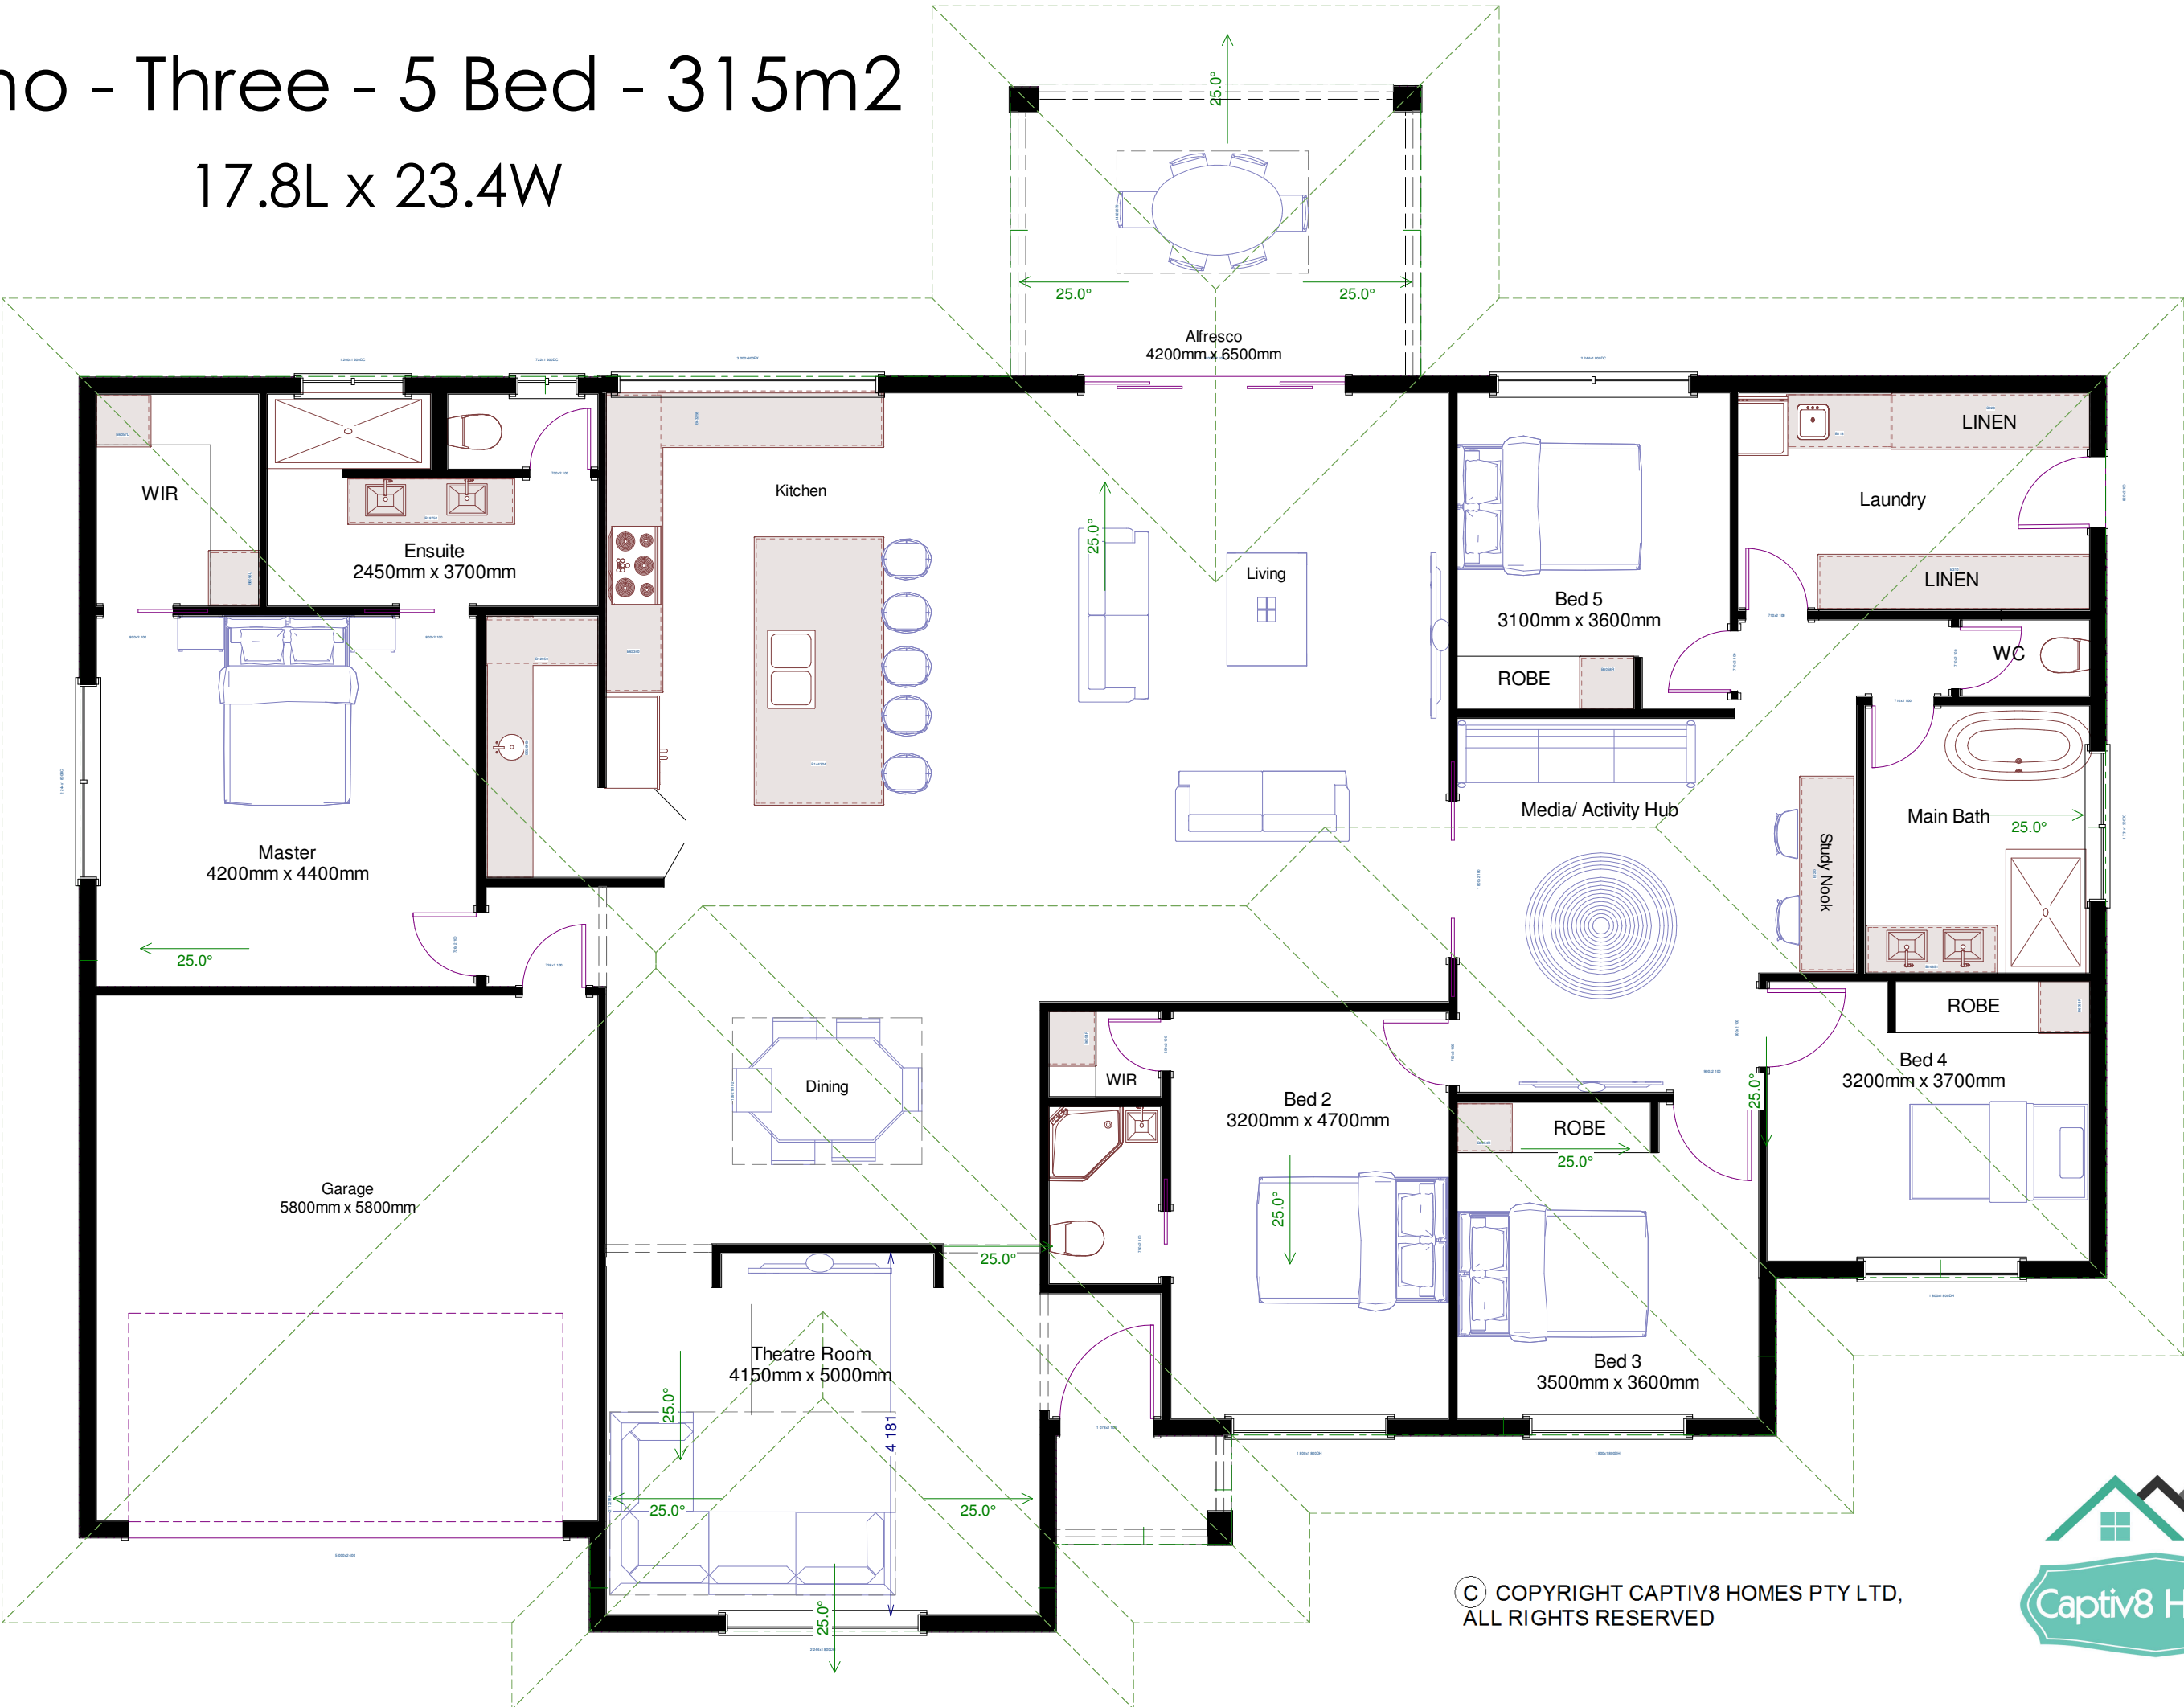 no - Three - 5 Bed - 315m2
17.8L x 23.4W
25.0°
25.0°
25.0°
Alfresco
4200mm x 6500mm
WIR
Ensuite
2450mm x 3700mm
Kitchen
25.0°
Living
Bed 5
3100mm x 3600mm
ROBE
LINEN
Laundry
LINEN
WC
Master
4200mm x 4400mm
25.0°
Media/ Activity Hub
Study Nook
Main Bath
25.0°
ROBE
Bed 4
3200mm x 3700mm
25.0°
Dining
WIR
Bed 2
3200mm x 4700mm
25.0°
ROBE
25.0°
Garage
5800mm x 5800mm
25.0°
Theatre Room
4150mm x 5000mm
25.0°
4 181
25.0°
25.0°
25.0°
Bed 3
3500mm x 3600mm
C COPYRIGHT CAPTIV8 HOMES PTY LTD,
ALL RIGHTS RESERVED
Captiv8 H